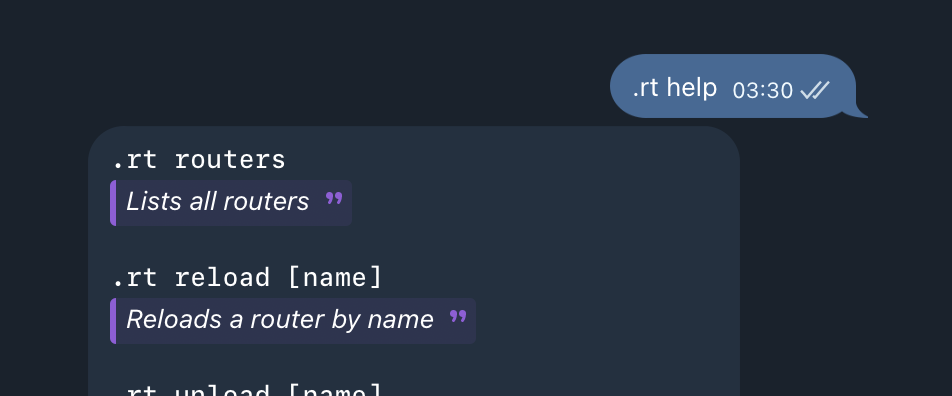 .rt help 03:30
.rt routers
Lists all routers
.rt reload [name]
Reloads a router by name
.rt unload [name]